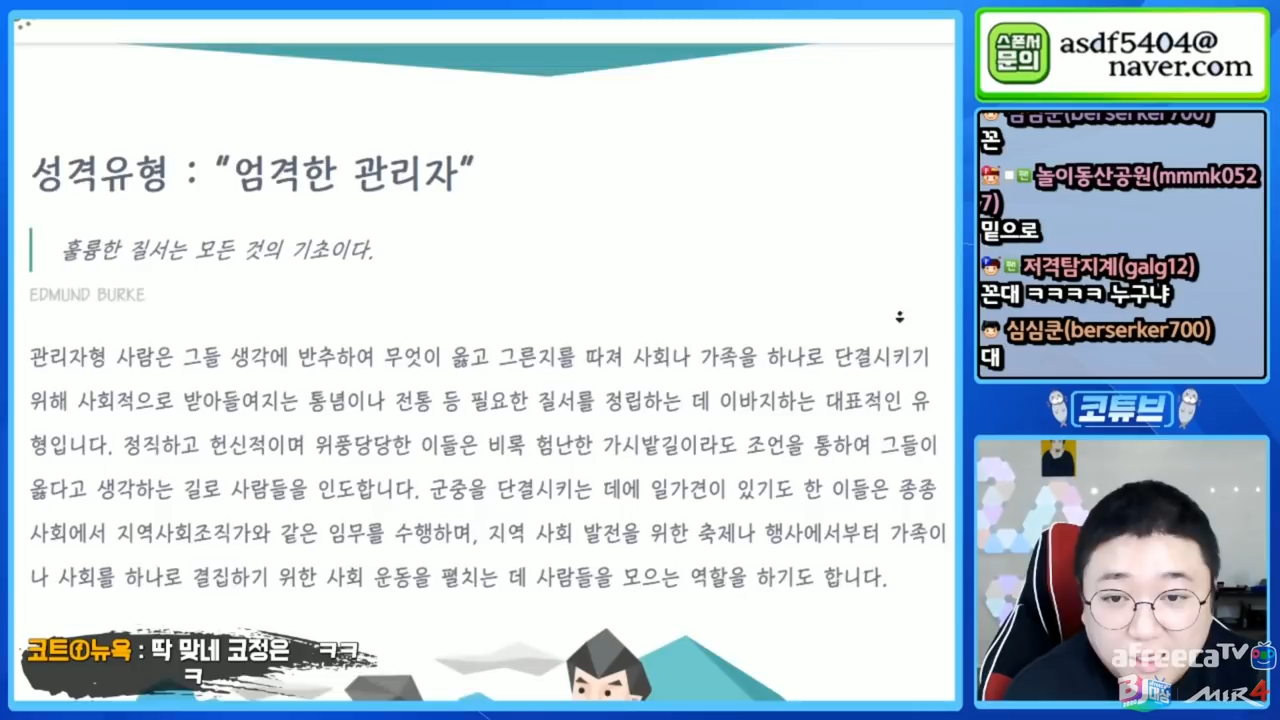 성격유형 : "엄격한 관리자"
훌륭한 질서는 모든 것의 기초이다.
EDMUND BURKE
관리자형 사람은 그들 생각에 반추하여 무엇이 옳고 그른지를 따져 사회나 가족을 하나로 단결시키기
위해 사회적으로 받아들여지는 통념이나 전통 등 필요한 질서를 정립하는 데 이바지하는 대표적인 유
형입니다. 정직하고 헌신적이며 위풍당당한 이들은 비록 험난한 가시밭길이라도 조언을 통하여 그들이
옳다고 생각하는 길로 사람들을 인도합니다. 군중을 단결시키는 데에 일가견이 있기도 한 이들은 종종
사회에서 지역사회조직가와 같은 임무를 수행하며, 지역 사회 발전을 위한 축제나 행사에서부터 가족이
나 사회를 하나로 결집하기 위한 사회 운동을 펼치는 데 사람들을 모으는 역할을 하기도 합니다.
코트ⓕ뉴욕 : 딱 맞네 코정은 ㅋㅋ
ㅋ
스폰서
문의
asdf5404@
naver.com
심심쿤(berserker700)
꼰
팬 놀이동산공원(mmmk052
7)
밑으로
팬 저격탐지계(galg12)
꼰대 ㅋㅋㅋㅋ 누구냐
심심쿤(berserker700)
대
코튜브
afreecaTV
BJ대상 MIR4